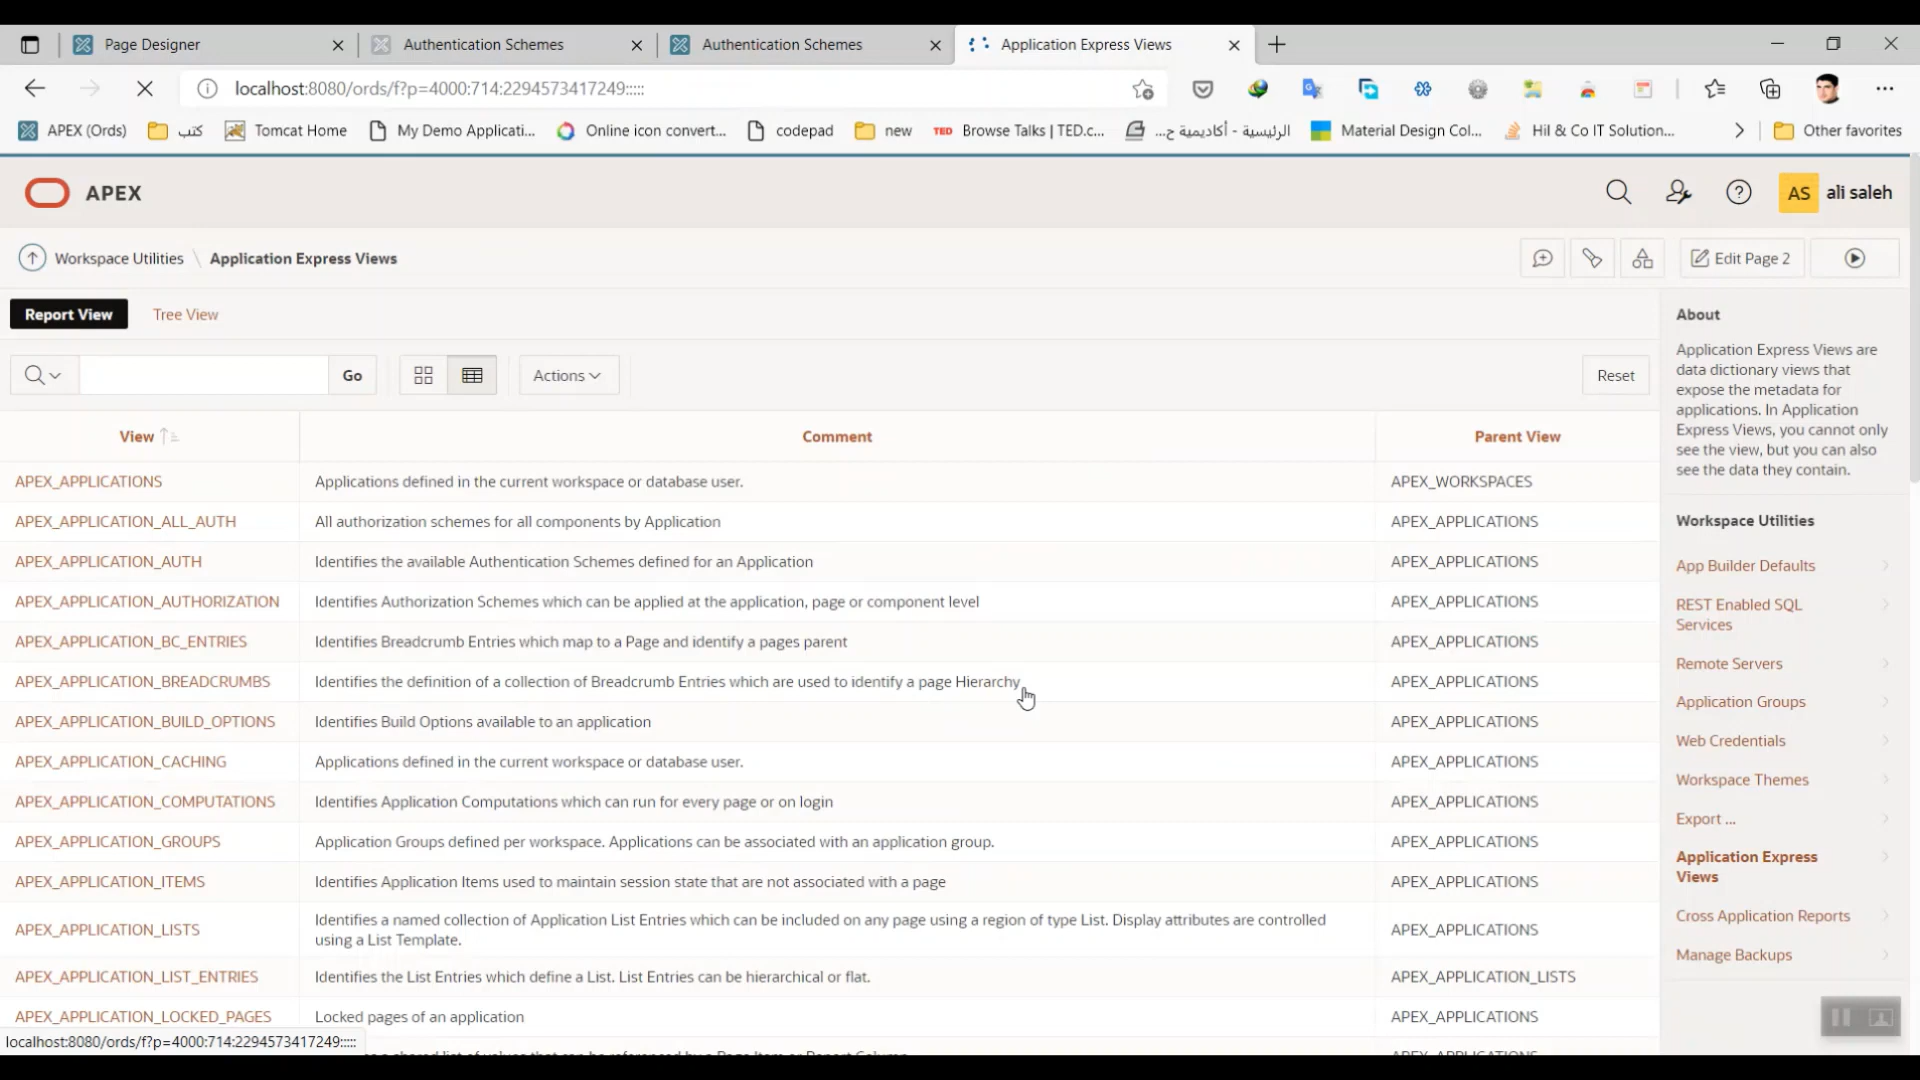 Page Designer
Authentication Schemes
Authentication Schemes
Application Express Views
localhost:8080/ords/f?p=4000:714:2294573417249:::::
APEX (Ords)
كتب
Tomcat Home
My Demo Applicati...
Online icon convert...
codepad
new
TED Browse Talks | TED.c...
الرئيسية - أكاديمية ح...
Material Design Col...
Hil & Co IT Solution...
Other favorites
APEX
AS ali saleh
Workspace Utilities \ Application Express Views
Edit Page 2
Report View
Tree View
Go
Actions
Reset
View
Comment
Parent View
APEX_APPLICATIONS
Applications defined in the current workspace or database user.
APEX_WORKSPACES
APEX_APPLICATION_ALL_AUTH
All authorization schemes for all components by Application
APEX_APPLICATIONS
APEX_APPLICATION_AUTH
Identifies the available Authentication Schemes defined for an Application
APEX_APPLICATIONS
APEX_APPLICATION_AUTHORIZATION
Identifies Authorization Schemes which can be applied at the application, page or component level
APEX_APPLICATIONS
APEX_APPLICATION_BC_ENTRIES
Identifies Breadcrumb Entries which map to a Page and identify a pages parent
APEX_APPLICATIONS
APEX_APPLICATION_BREADCRUMBS
Identifies the definition of a collection of Breadcrumb Entries which are used to identify a page Hierarchy
APEX_APPLICATIONS
APEX_APPLICATION_BUILD_OPTIONS
Identifies Build Options available to an application
APEX_APPLICATIONS
APEX_APPLICATION_CACHING
Applications defined in the current workspace or database user.
APEX_APPLICATIONS
APEX_APPLICATION_COMPUTATIONS
Identifies Application Computations which can run for every page or on login
APEX_APPLICATIONS
APEX_APPLICATION_GROUPS
Application Groups defined per workspace. Applications can be associated with an application group.
APEX_APPLICATIONS
APEX_APPLICATION_ITEMS
Identifies Application Items used to maintain session state that are not associated with a page
APEX_APPLICATIONS
APEX_APPLICATION_LISTS
Identifies a named collection of Application List Entries which can be included on any page using a region of type List. Display attributes are controlled
using a List Template.
APEX_APPLICATIONS
APEX_APPLICATION_LIST_ENTRIES
Identifies the List Entries which define a List. List Entries can be hierarchical or flat.
APEX_APPLICATION_LISTS
APEX_APPLICATION_LOCKED_PAGES
Locked pages of an application
APEX_APPLICATIONS
localhost:8080/ords/f?p=4000:714:2294573417249:::::
About
Application Express Views are
data dictionary views that
expose the metadata for
applications. In Application
Express Views, you cannot only
see the view, but you can also
see the data they contain.
Workspace Utilities
App Builder Defaults
REST Enabled SQL
Services
Remote Servers
Application Groups
Web Credentials
Workspace Themes
Export ...
Application Express
Views
Cross Application Reports
Manage Backups